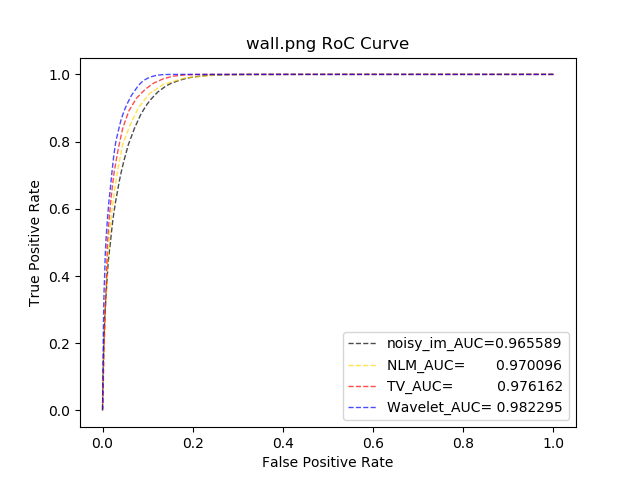 wall.png RoC Curve
True Positive Rate
1.0
0.8
0.6
0.4
0.2
0.0
noisy_im_AUC=0.965589
NLM_AUC= 0.970096
TV_AUC= 0.976162
Wavelet_AUC= 0.982295
0.0 0.2 0.4 0.6 0.8 1.0
False Positive Rate